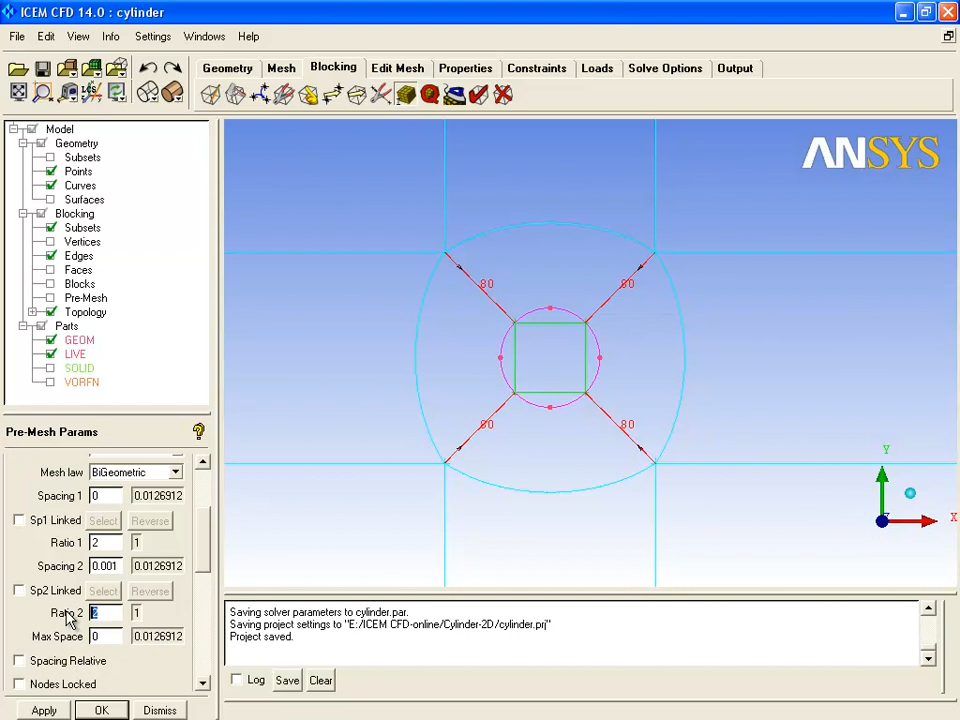 ICEM CFD 14.0 : cylinder
File Edit View Info Settings Windows Help
Geometry Mesh Blocking Edit Mesh Properties Constraints Loads Solve Options Output
LCS
Model
Geometry
Subsets
Points
Curves
Surfaces
Blocking
Subsets
Vertices
Edges
Faces
Blocks
Pre-Mesh
Topology
Parts
GEOM
LIVE
SOLID
VORFN
Pre-Mesh Params
Mesh law BiGeometric
Spacing 1 0 0.0126912
Sp1 Linked Select Reverse
Ratio 1 2 1
Spacing 2 0.001 0.0126912
Sp2 Linked Select Reverse
Ratio 2 2 1
Max Space 0 0.0126912
Spacing Relative
Nodes Locked
Apply OK Dismiss
ANSYS
80 80
80 80
Y
X
Saving solver parameters to cylinder.par.
Saving project settings to "E:/ICEM CFD-online/Cylinder-2D/cylinder.prj"
Project saved.
Log Save Clear